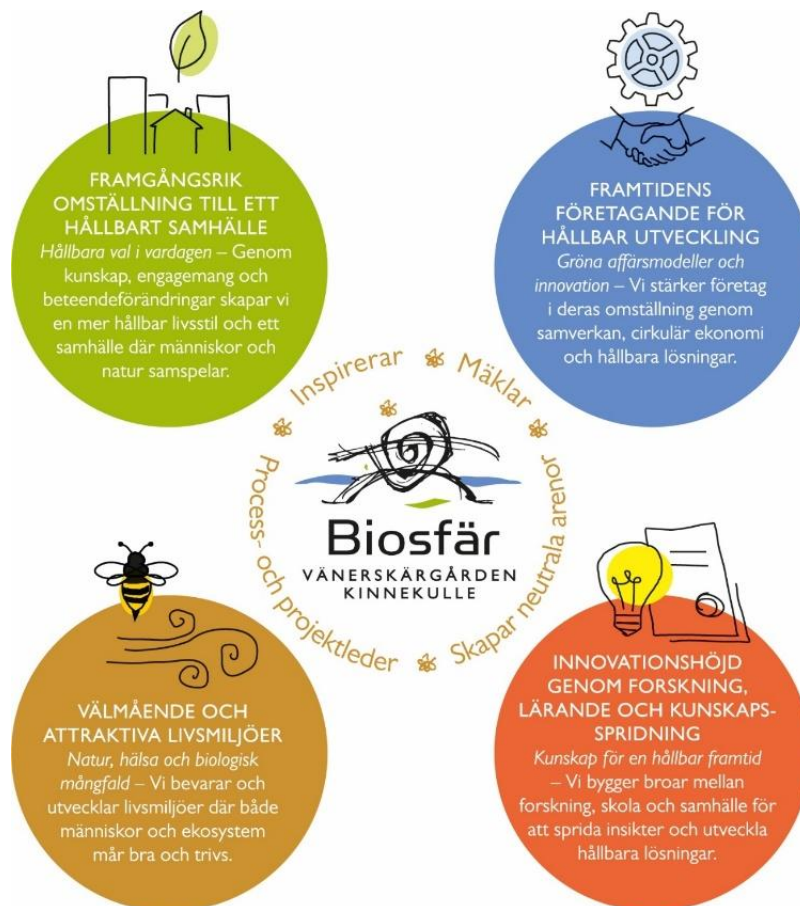 FRAMGÅNGSRIK
OMSTÄLLNING TILL ETT
HÅLLBART SAMHÄLLE
Hållbara val i vardagen – Genom
kunskap, engagemang och
beteendeförändringar skapar vi
en mer hållbar livsstil och ett
samhälle där människor och
natur samspelar.
FRAMTIDENS
FÖRETAGANDE FÖR
HÅLLBAR UTVECKLING
Gröna affärsmodeller och
innovation – Vi stärker företag
i deras omställning genom
samverkan, cirkulär ekonomi
och hållbara lösningar.
Inspirerar
Mäklar
Skapar neutrala arenor
Process- och projektleder
Biosfär
VÄNERSKÄRGÅRDEN
KINNEKULLE
VÄLMÅENDE OCH
ATTRAKTIVA LIVSMILJÖER
Natur, hälsa och biologisk
mångfald – Vi bevarar och
utvecklar livsmiljöer där både
människor och ekosystem
mår bra och trivs.
INNOVATIONSHÖJD
GENOM FORSKNING,
LÄRANDE OCH KUNSKAPS-
SPRIDNING
Kunskap för en hållbar framtid
– Vi bygger broar mellan
forskning, skola och samhälle för
att sprida insikter och utveckla
hållbara lösningar.